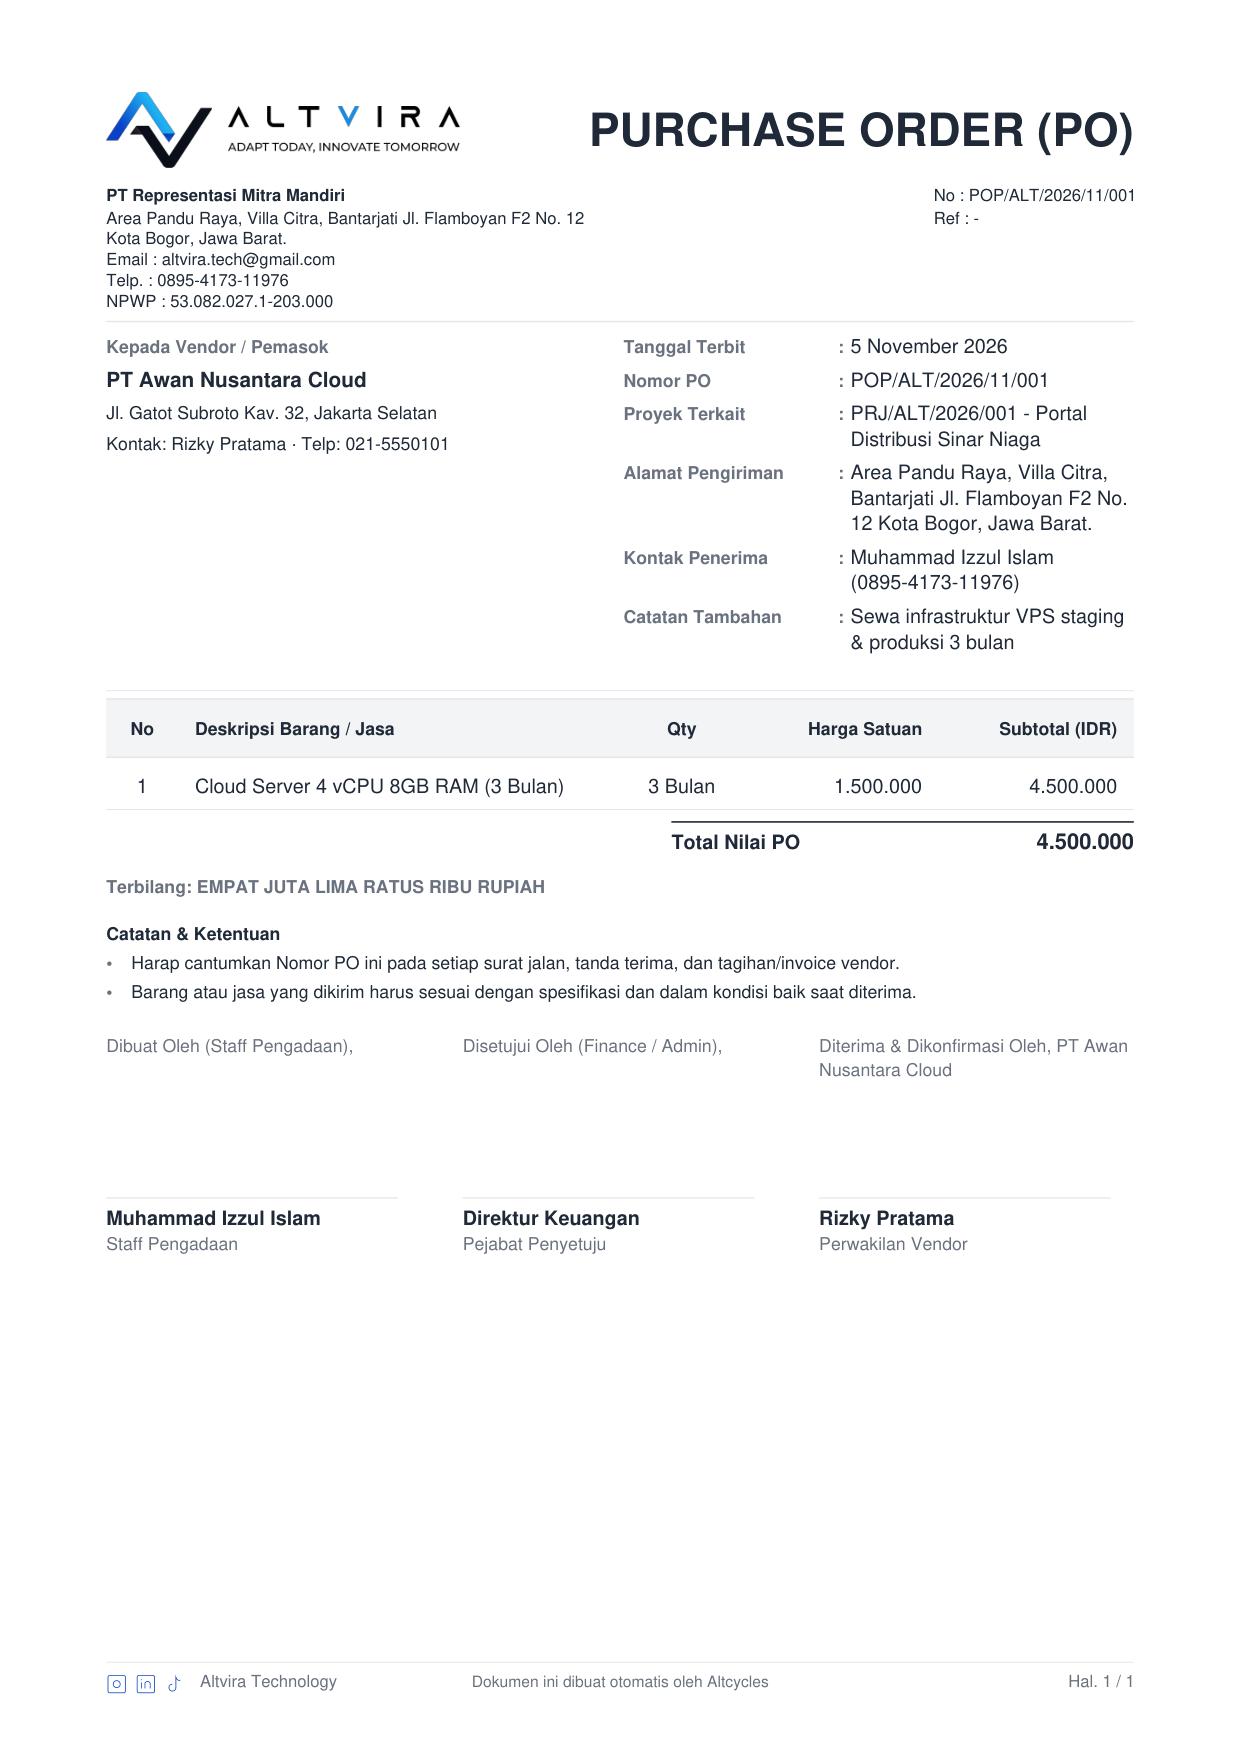 ALTVIRA
ADAPT TODAY, INNOVATE TOMORROW
PURCHASE ORDER (PO)
PT Representasi Mitra Mandiri
Area Pandu Raya, Villa Citra, Bantarjati Jl. Flamboyan F2 No. 12
Kota Bogor, Jawa Barat.
Email : altvira.tech@gmail.com
Telp. : 0895-4173-11976
NPWP : 53.082.027.1-203.000
No : POP/ALT/2026/11/001
Ref : -
Kepada Vendor / Pemasok
PT Awan Nusantara Cloud
Jl. Gatot Subroto Kav. 32, Jakarta Selatan
Kontak: Rizky Pratama · Telp: 021-5550101
Tanggal Terbit : 5 November 2026
Nomor PO : POP/ALT/2026/11/001
Proyek Terkait : PRJ/ALT/2026/001 - Portal
Distribusi Sinar Niaga
Alamat Pengiriman : Area Pandu Raya, Villa Citra,
Bantarjati Jl. Flamboyan F2 No.
12 Kota Bogor, Jawa Barat.
Kontak Penerima : Muhammad Izzul Islam
(0895-4173-11976)
Catatan Tambahan : Sewa infrastruktur VPS staging
& produksi 3 bulan
No Deskripsi Barang / Jasa Qty Harga Satuan Subtotal (IDR)
1 Cloud Server 4 vCPU 8GB RAM (3 Bulan) 3 Bulan 1.500.000 4.500.000
Total Nilai PO 4.500.000
Terbilang: EMPAT JUTA LIMA RATUS RIBU RUPIAH
Catatan & Ketentuan
• Harap cantumkan Nomor PO ini pada setiap surat jalan, tanda terima, dan tagihan/invoice vendor.
• Barang atau jasa yang dikirim harus sesuai dengan spesifikasi dan dalam kondisi baik saat diterima.
Dibuat Oleh (Staff Pengadaan),
Muhammad Izzul Islam
Staff Pengadaan
Disetujui Oleh (Finance / Admin),
Direktur Keuangan
Pejabat Penyetuju
Diterima & Dikonfirmasi Oleh, PT Awan
Nusantara Cloud
Rizky Pratama
Perwakilan Vendor
Altvira Technology Dokumen ini dibuat otomatis oleh Altcycles Hal. 1 / 1